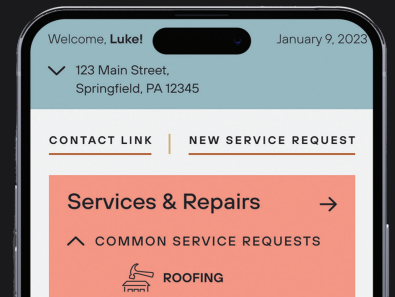 Welcome, Luke!
January 9, 2023
123 Main Street,
Springfield, PA 12345
CONTACT LINK
NEW SERVICE REQUEST
Services & Repairs
COMMON SERVICE REQUESTS
ROOFING